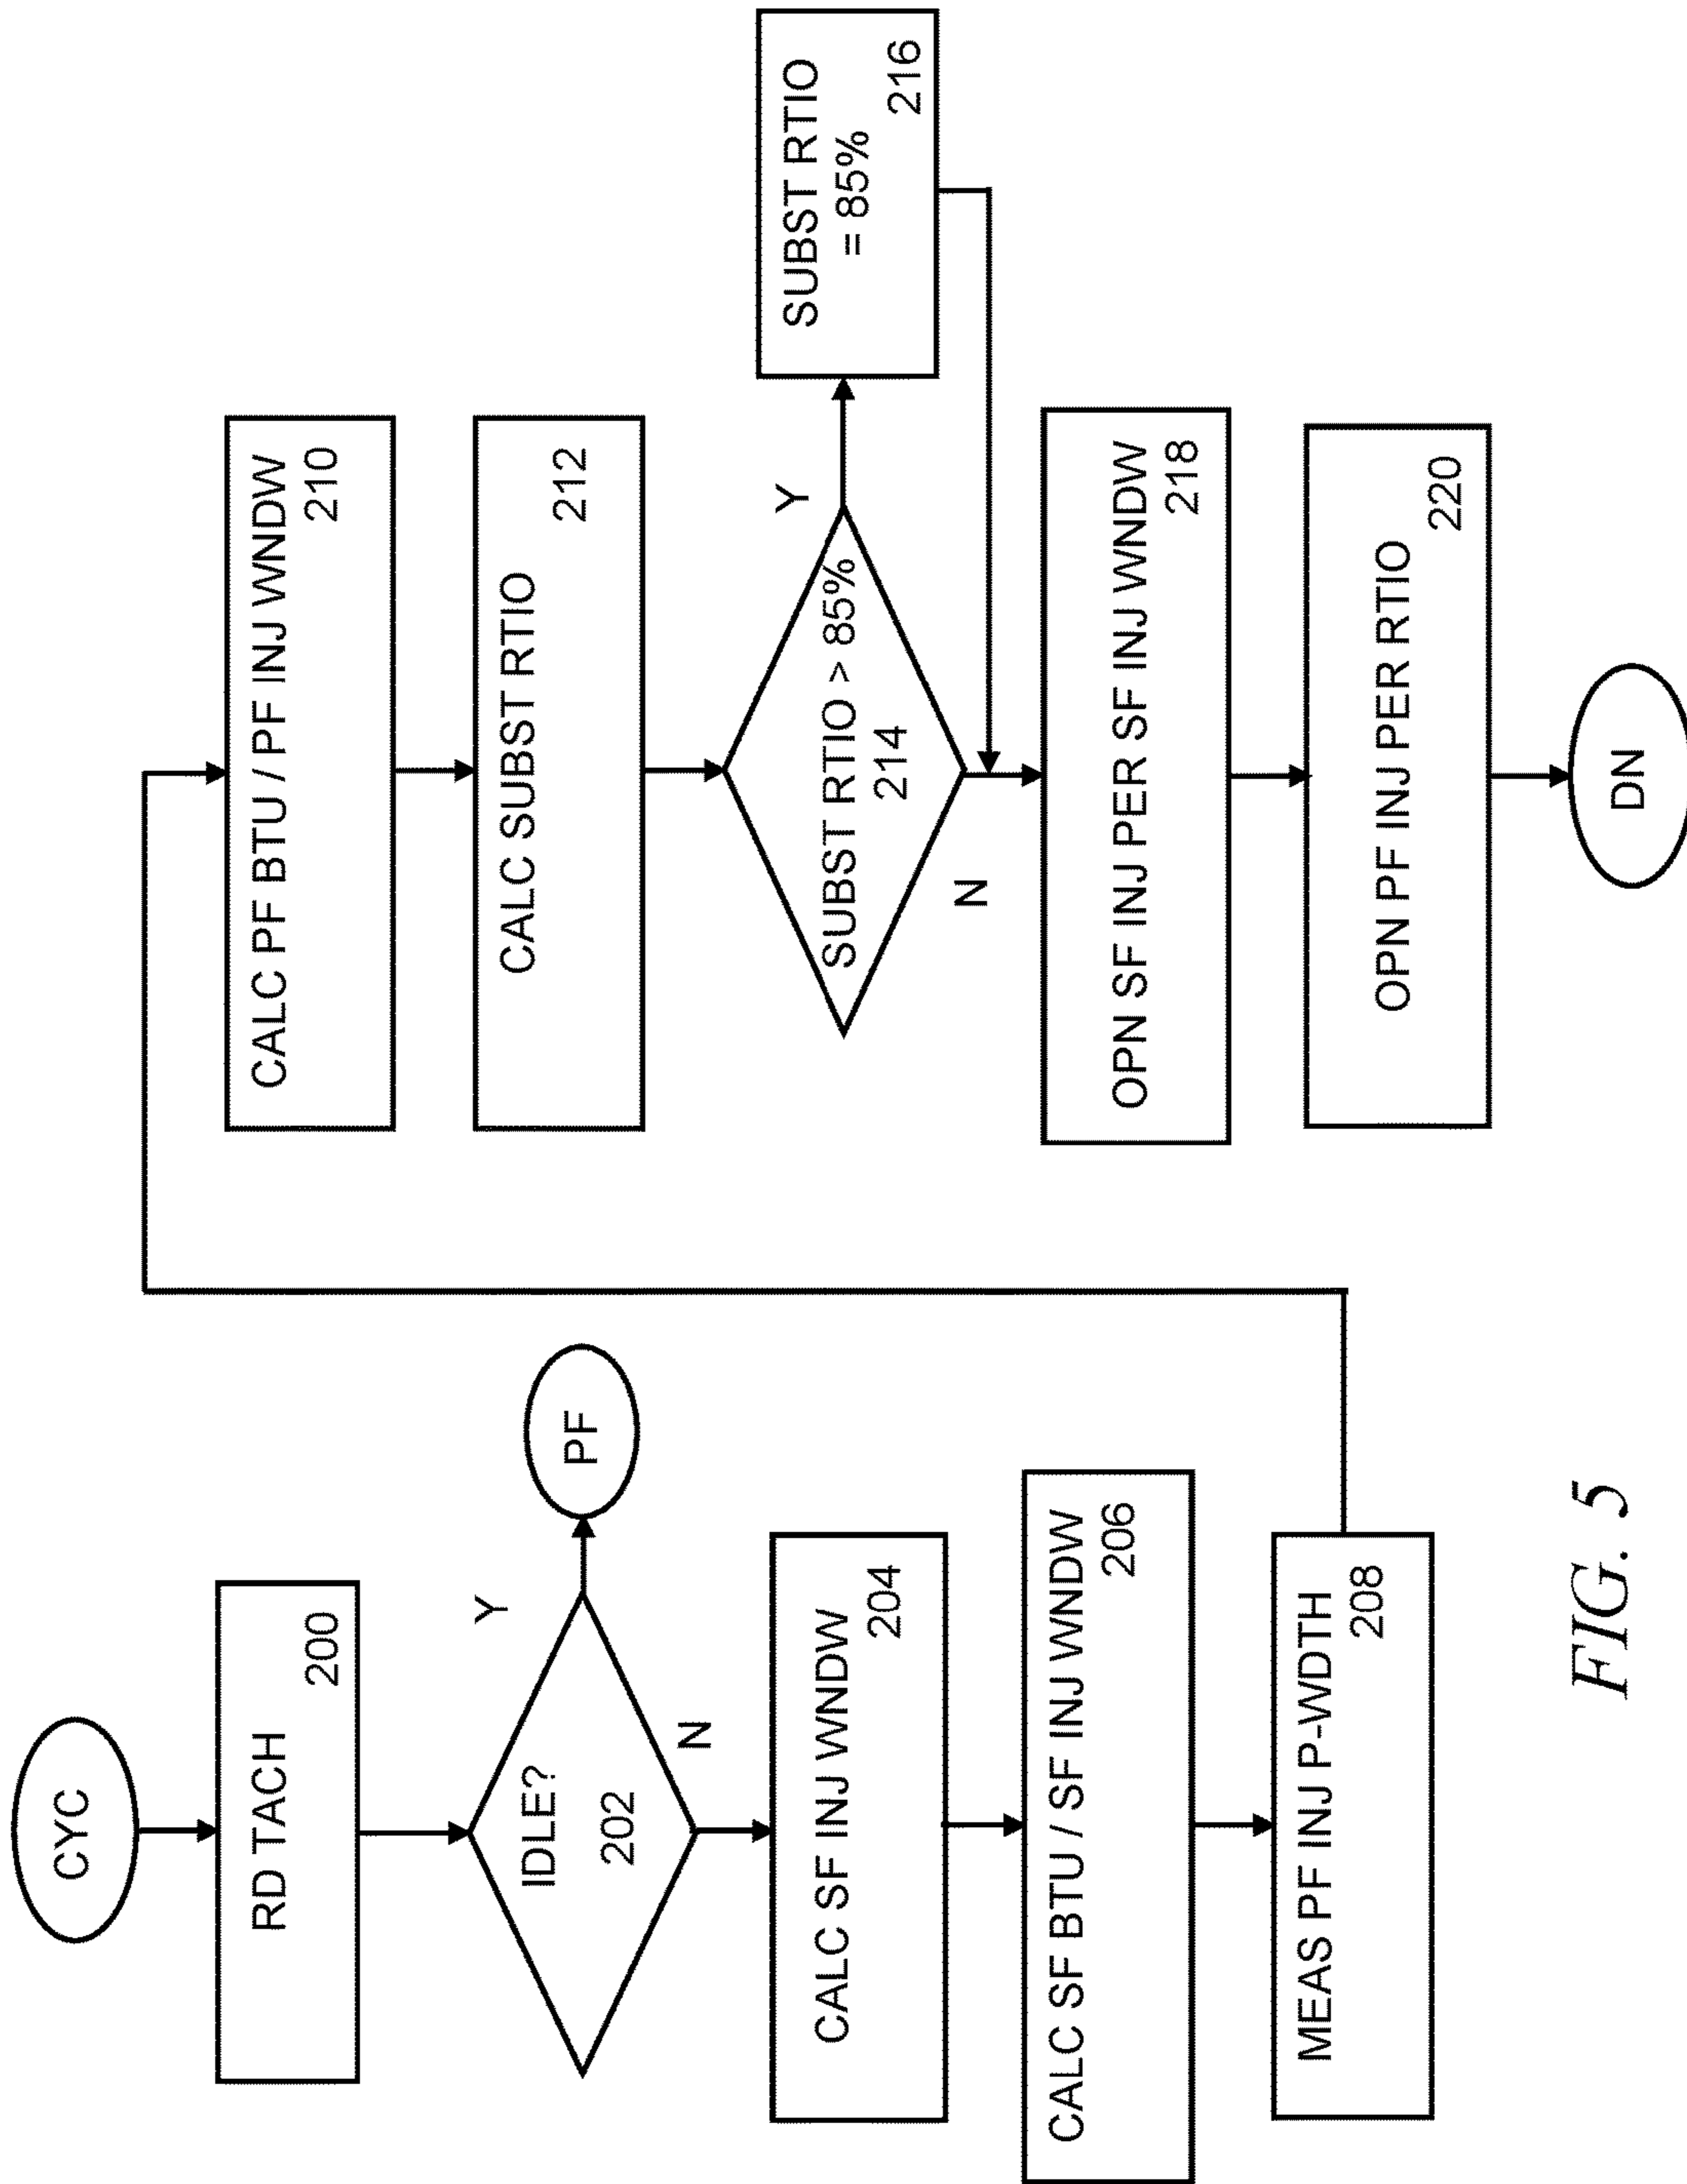 CYC
RD TACH
200
IDLE?
202
Y
PF
N
CALC SF INJ WNDW
204
CALC SF BTU / SF INJ WNDW
206
MEAS PF INJ P-WDTH
208
CALC PF BTU / PF INJ WNDW
210
CALC SUBST RTIO
212
SUBST RTIO > 85%
214
Y
SUBST RTIO
= 85%
216
N
OPN SF INJ PER SF INJ WNDW
218
OPN PF INJ PER RTIO
220
DN
FIG. 5